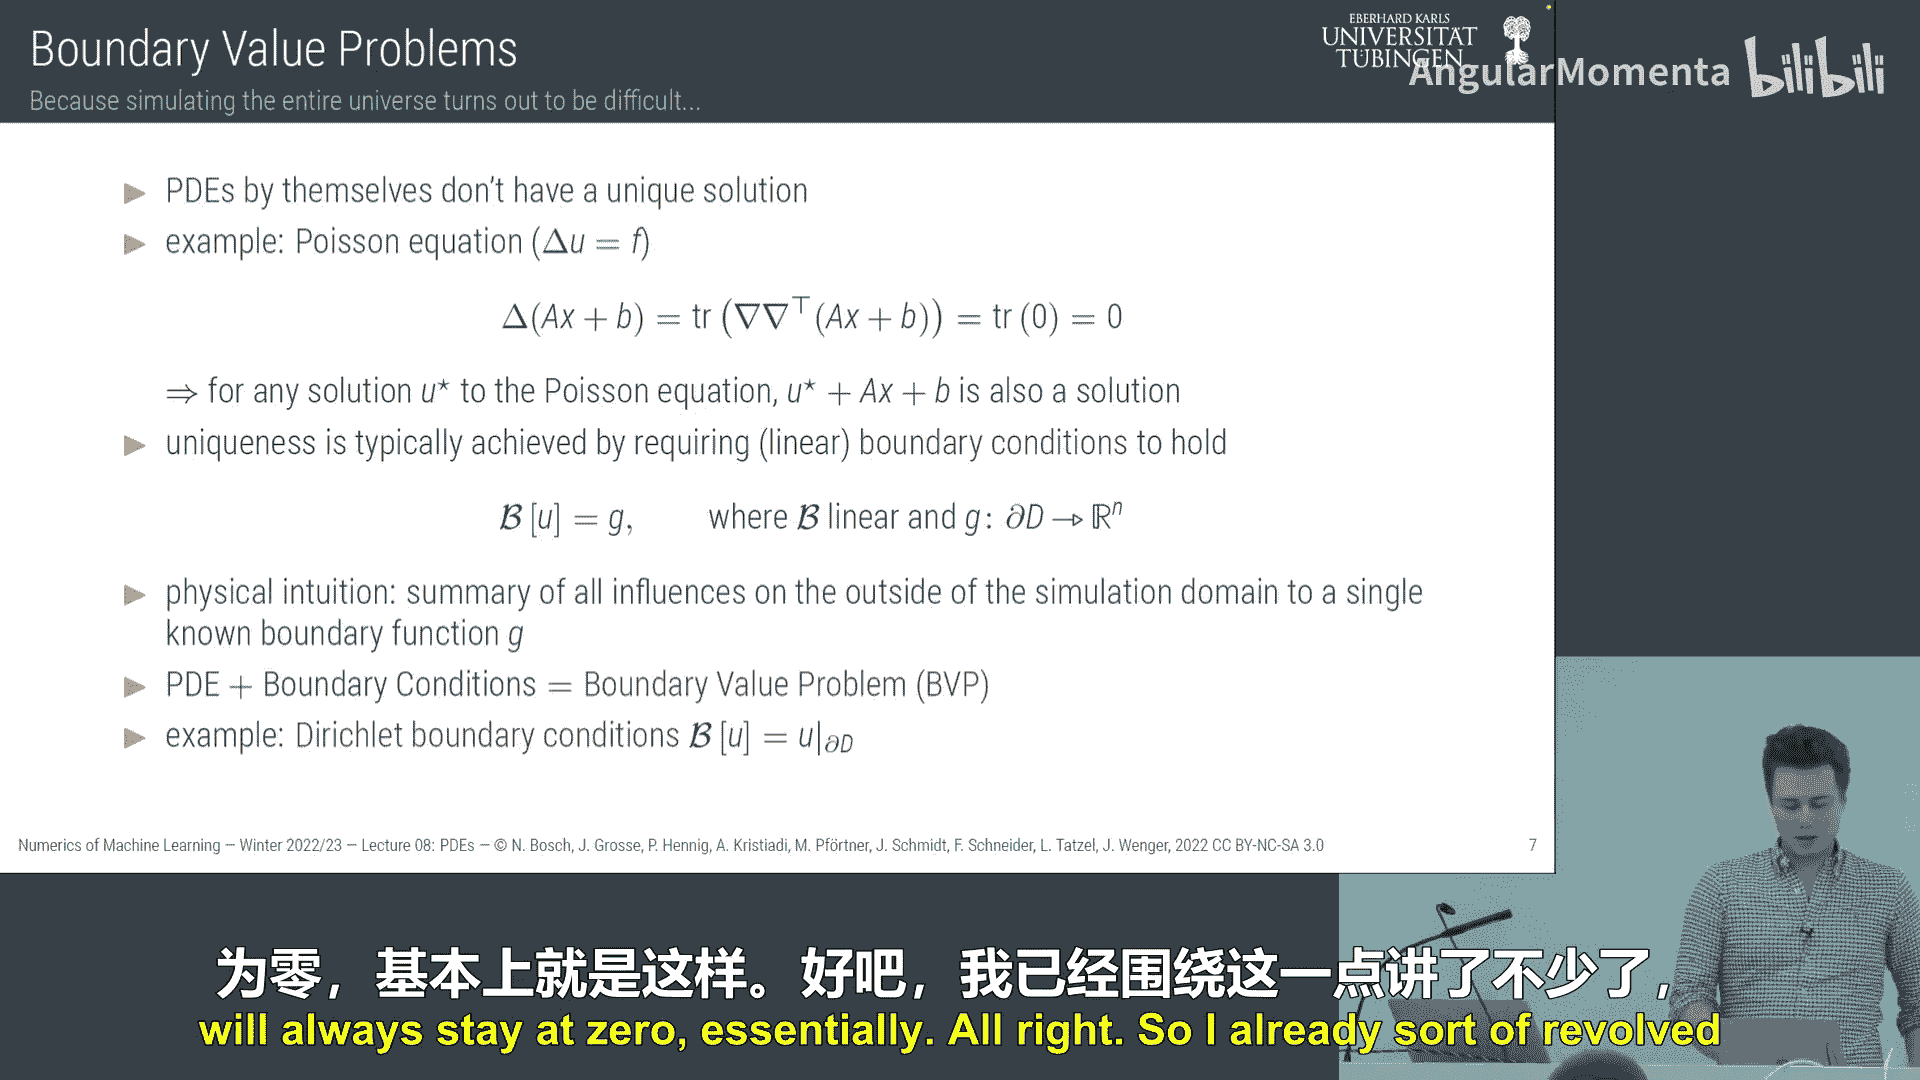 Boundary Value Problems
Because simulating the entire universe turns out to be difficult...
EBERHARD KARLS
UNIVERSITÄT
TÜBINGEN
AngularMomenta bilibili
▶ PDEs by themselves don't have a unique solution
▶ example: Poisson equation (Δu = f)
Δ(Ax + b) = tr (∇∇⊤(Ax + b)) = tr (0) = 0
⇒ for any solution u⋆ to the Poisson equation, u⋆ + Ax + b is also a solution
▶ uniqueness is typically achieved by requiring (linear) boundary conditions to hold
𝓑 [u] = g, where 𝓑 linear and g: ∂D → ℝⁿ
▶ physical intuition: summary of all influences on the outside of the simulation domain to a single
known boundary function g
▶ PDE + Boundary Conditions = Boundary Value Problem (BVP)
▶ example: Dirichlet boundary conditions 𝓑 [u] = u|∂D
Numerics of Machine Learning — Winter 2022/23 — Lecture 08: PDEs — © N. Bosch, J. Grosse, P. Hennig, A. Kristiadi, M. Pförtner, J. Schmidt, F. Schneider, L. Tatzel, J. Wenger, 2022 CC BY-NC-SA 3.0 7
为零，基本上就是这样。好吧，我已经围绕这一点讲了不少了，
will always stay at zero, essentially. All right. So I already sort of revolved